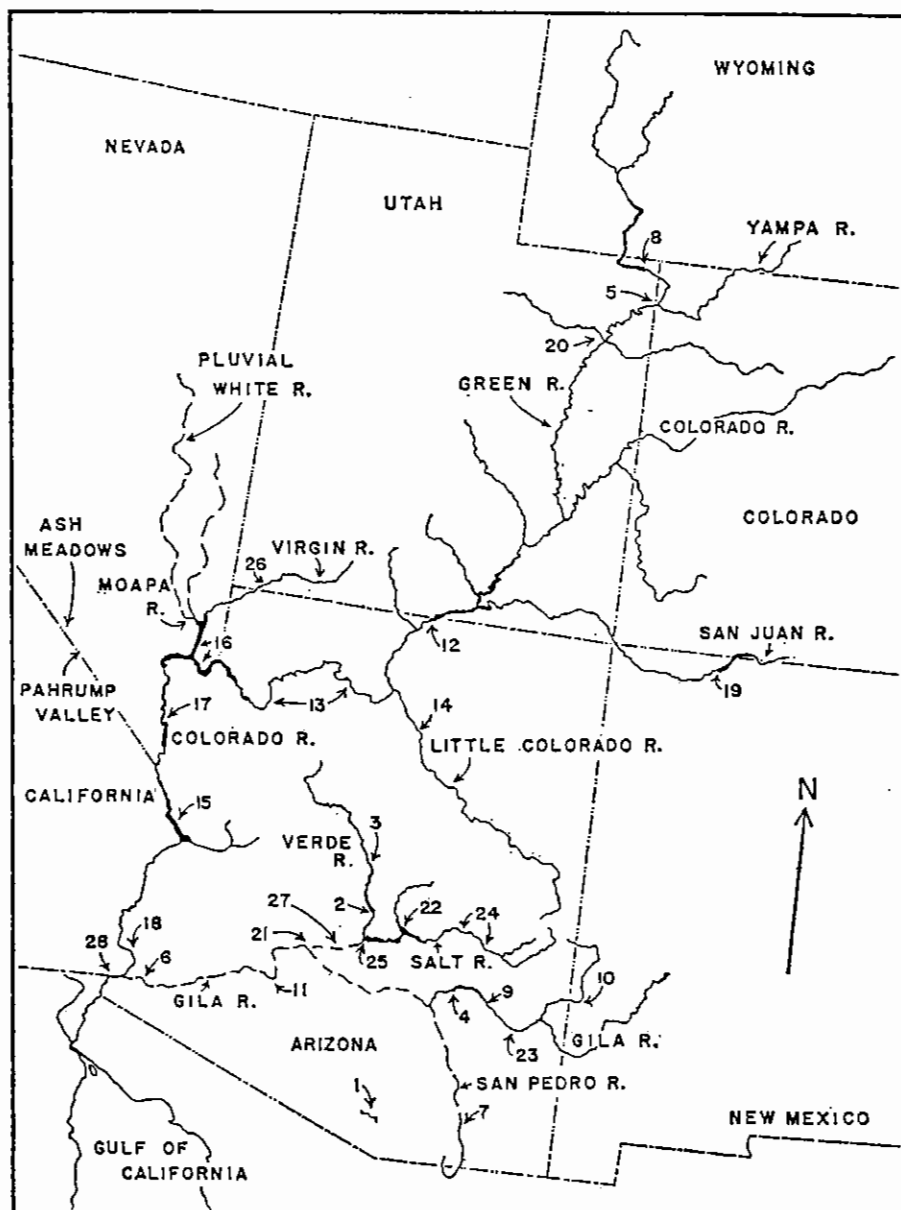 WYOMING
NEVADA
UTAH
YAMPA R.
8
5
20
PLUVIAL
WHITE R.
GREEN R.
COLORADO R.
COLORADO
ASH
MEADOWS
VIRGIN R.
26
MOAPA
R.
16
12
SAN JUAN R.
19
PAHRUMP
VALLEY
17
13
14
COLORADO R.
LITTLE COLORADO R.
N
CALIFORNIA
15
3
VERDE
R.
2
27
22
24
21
18
28
6
25
SALT R.
10
9
11
4
GILA R.
23
GILA R.
ARIZONA
1
SAN PEDRO R.
7
NEW MEXICO
GULF OF
CALIFORNIA